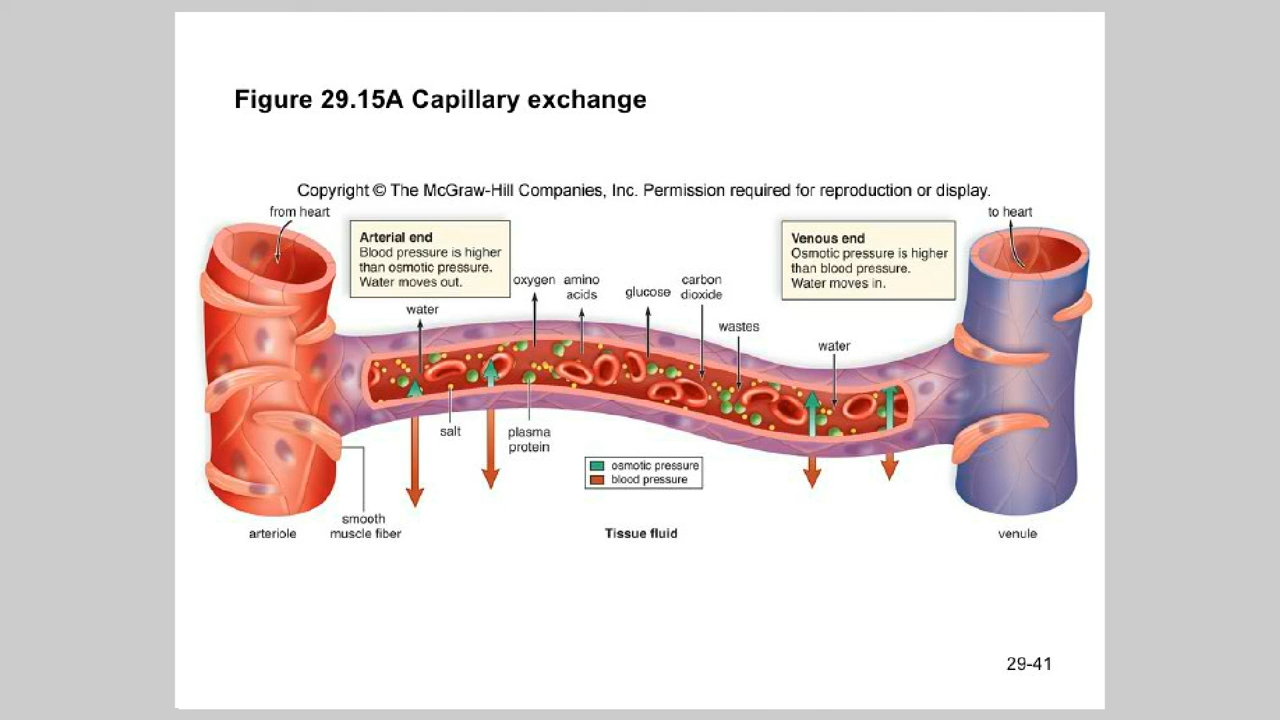 Figure 29.15A Capillary exchange
Copyright © The McGraw-Hill Companies, Inc. Permission required for reproduction or display.
from heart
to heart
Arterial end
Blood pressure is higher
than osmotic pressure.
Water moves out.
Venous end
Osmotic pressure is higher
than blood pressure.
Water moves in.
water
oxygen
amino
acids
glucose
carbon
dioxide
wastes
water
salt
plasma
protein
osmotic pressure
blood pressure
smooth
muscle fiber
arteriole
Tissue fluid
venule
29-41